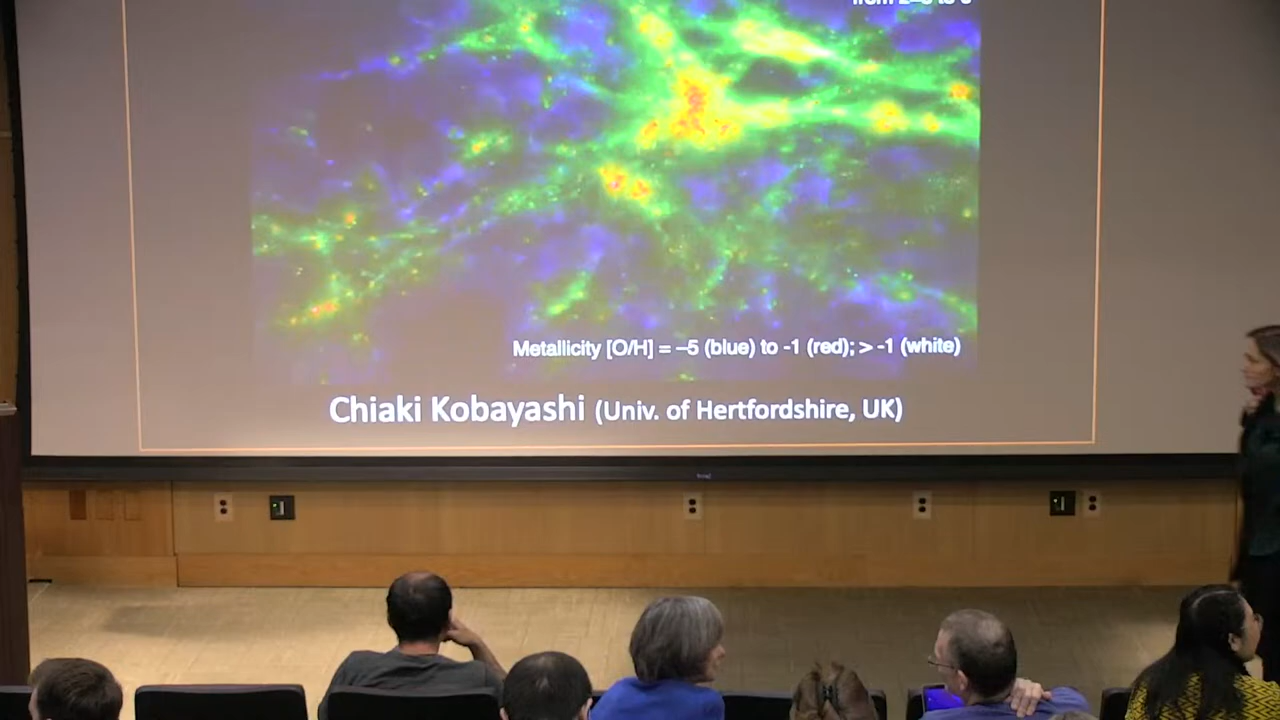 Metallicity [O/H] = –5 (blue) to -1 (red); > -1 (white)
Chiaki Kobayashi (Univ. of Hertfordshire, UK)